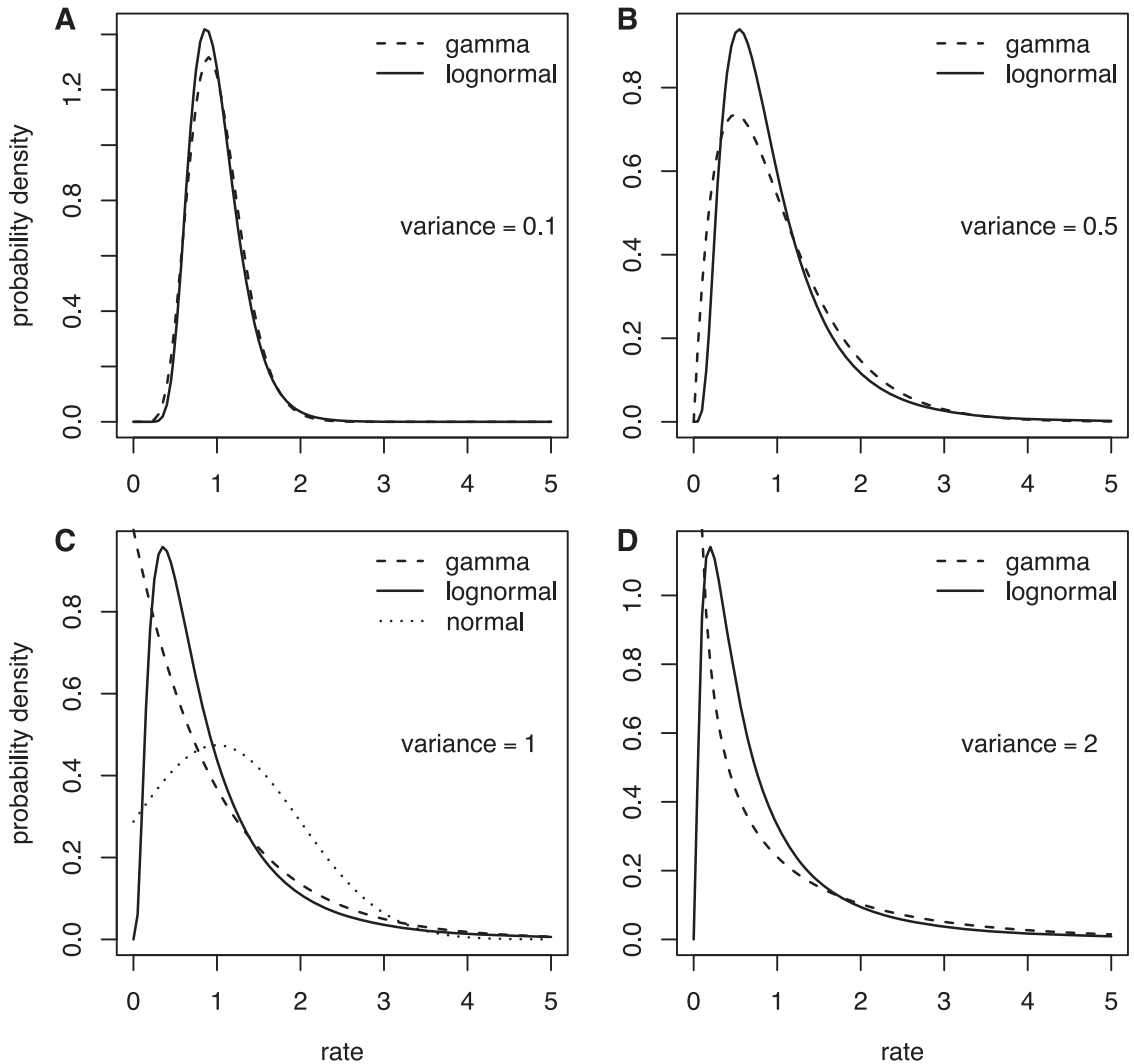 A
gamma
lognormal
variance = 0.1
probability density
0.0 0.4 0.8 1.2
0 1 2 3 4 5
B
gamma
lognormal
variance = 0.5
0.0 0.2 0.4 0.6 0.8
0 1 2 3 4 5
C
gamma
lognormal
normal
variance = 1
probability density
0.0 0.2 0.4 0.6 0.8
0 1 2 3 4 5
rate
D
gamma
lognormal
variance = 2
0.0 0.2 0.4 0.6 0.8 1.0
0 1 2 3 4 5
rate